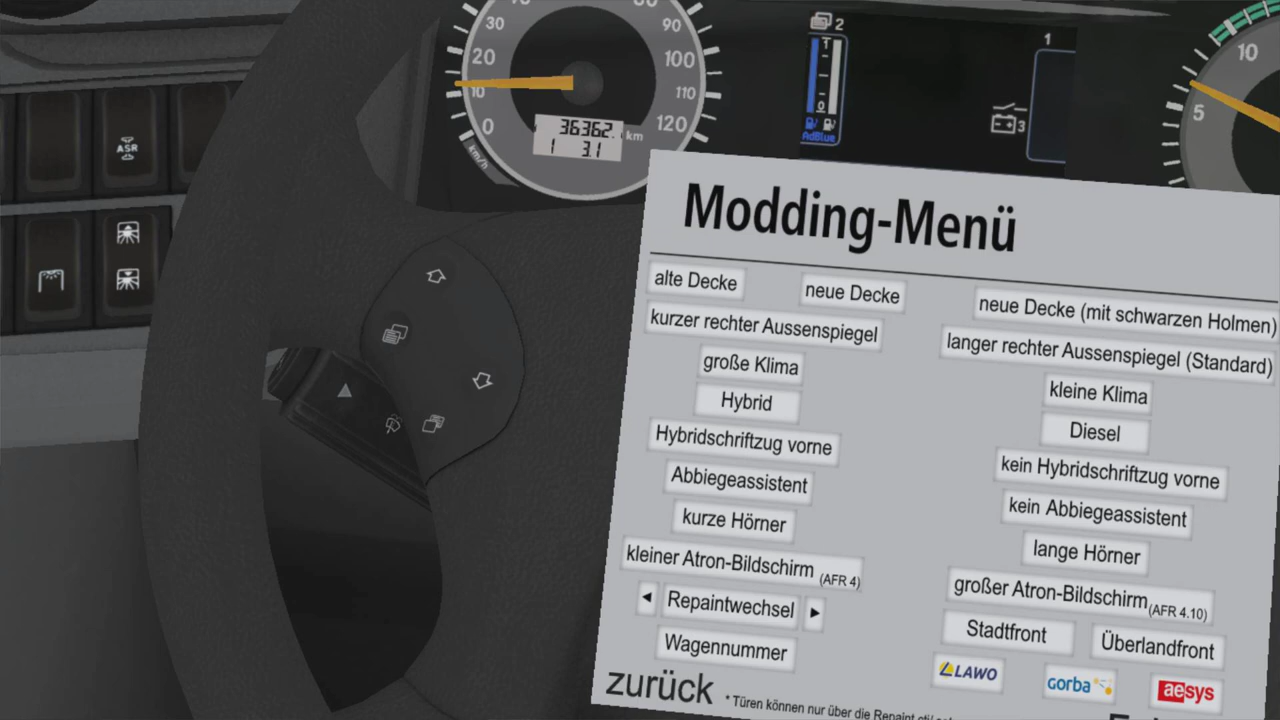 30
80
90
20
100
10
110
0
120
km/h
36362. km
1 3.1
2
1
0
AdBlue
1
3
10
5
ASR
Modding-Menü
alte Decke
neue Decke
neue Decke (mit schwarzen Holmen)
kurzer rechter Aussenspiegel
langer rechter Aussenspiegel (Standard)
große Klima
kleine Klima
Hybrid
Diesel
Hybridschriftzug vorne
kein Hybridschriftzug vorne
Abbiegeassistent
kein Abbiegeassistent
kurze Hörner
lange Hörner
kleiner Atron-Bildschirm (AFR 4)
großer Atron-Bildschirm (AFR 4.10)
◄ Repaintwechsel ►
Stadtfront
Überlandfront
Wagennummer
LAWO
Gorba
aesys
zurück
* Türen können nur über die Repaint